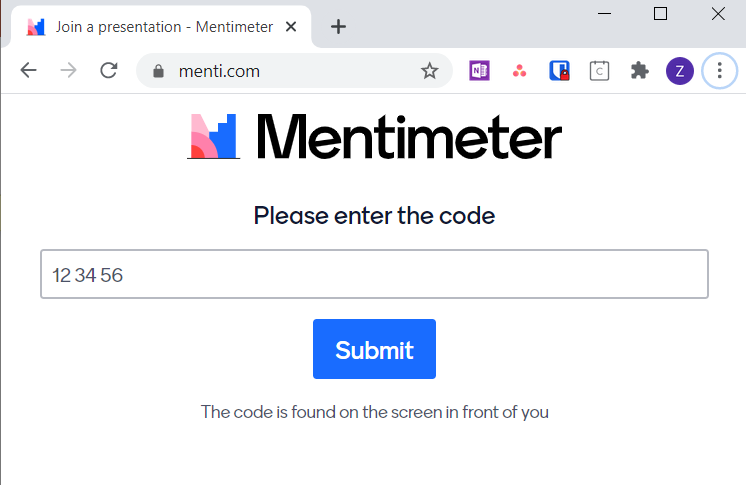 Join a presentation - Mentimeter
menti.com
N
C
Z
Mentimeter
Please enter the code
12 34 56
Submit
The code is found on the screen in front of you